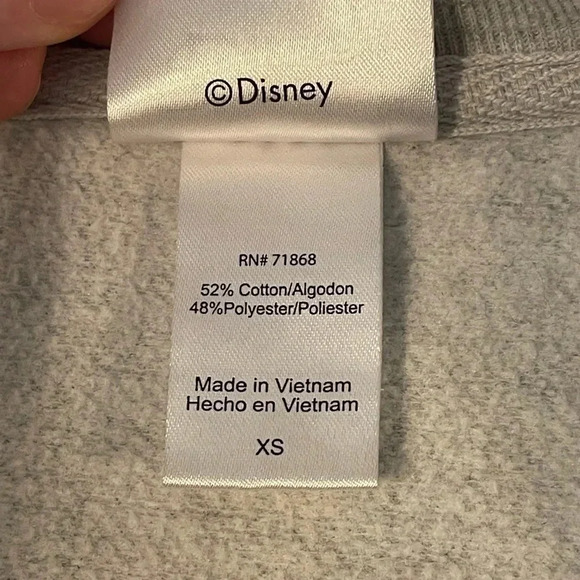 ©Disney
RN# 71868
52% Cotton/Algodon
48%Polyester/Poliester
Made in Vietnam
Hecho en Vietnam
XS